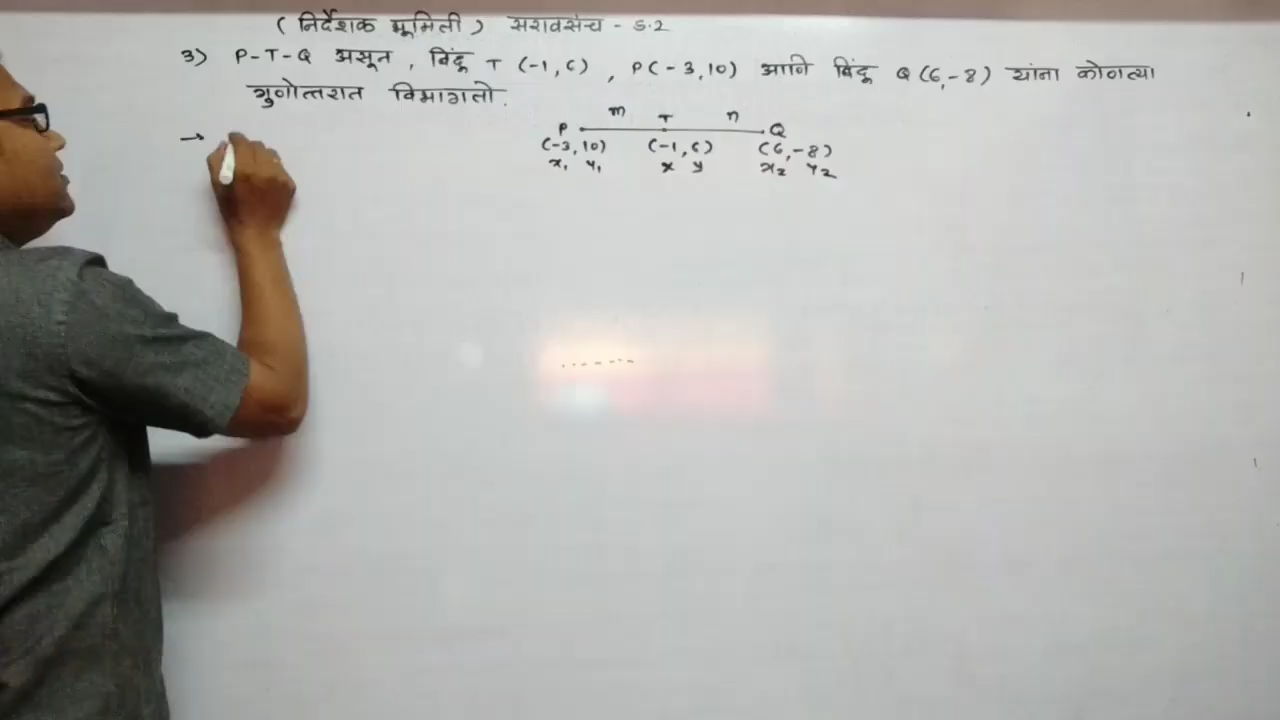 ( निर्देशक भूमिती ) सरावसंच - 5.2
3) P-T-Q असून , बिंदू T (-1, 6) , P(-3,10) आणि बिंदू Q (6,-8) यांना कोणत्या
गुणोत्तरात विभागतो.
m T n
P Q
(-3, 10) (-1, 6) (6, -8)
x₁ y₁ x y x₂ y₂